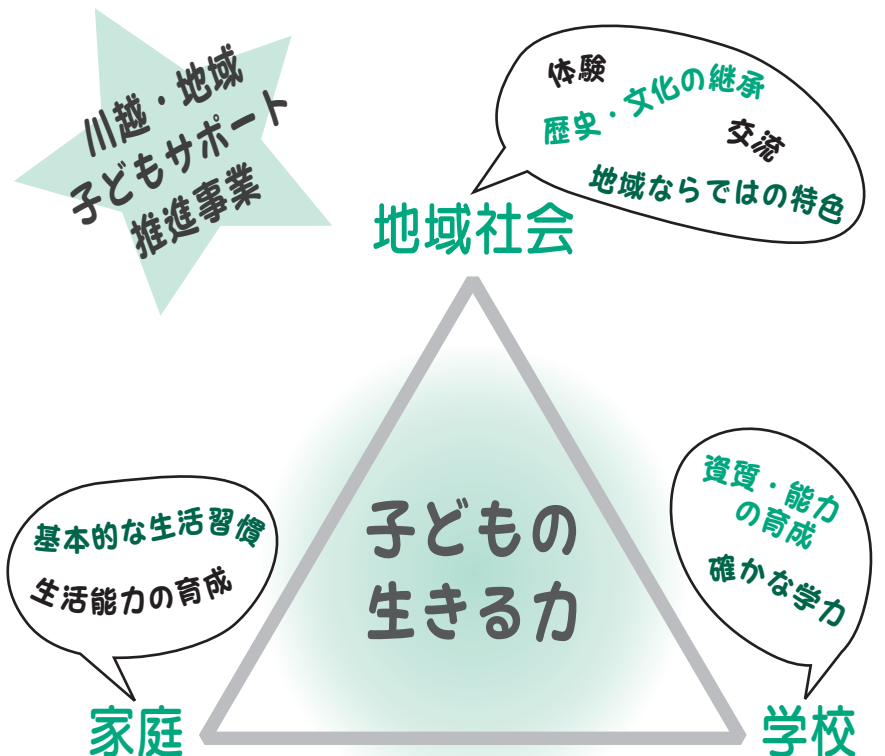 川越・地域
子どもサポート
推進事業
体験
歴史・文化の継承
交流
地域ならではの特色
地域社会
子どもの
生きる力
基本的な生活習慣
生活能力の育成
家庭
資質・能力
の育成
確かな学力
学校